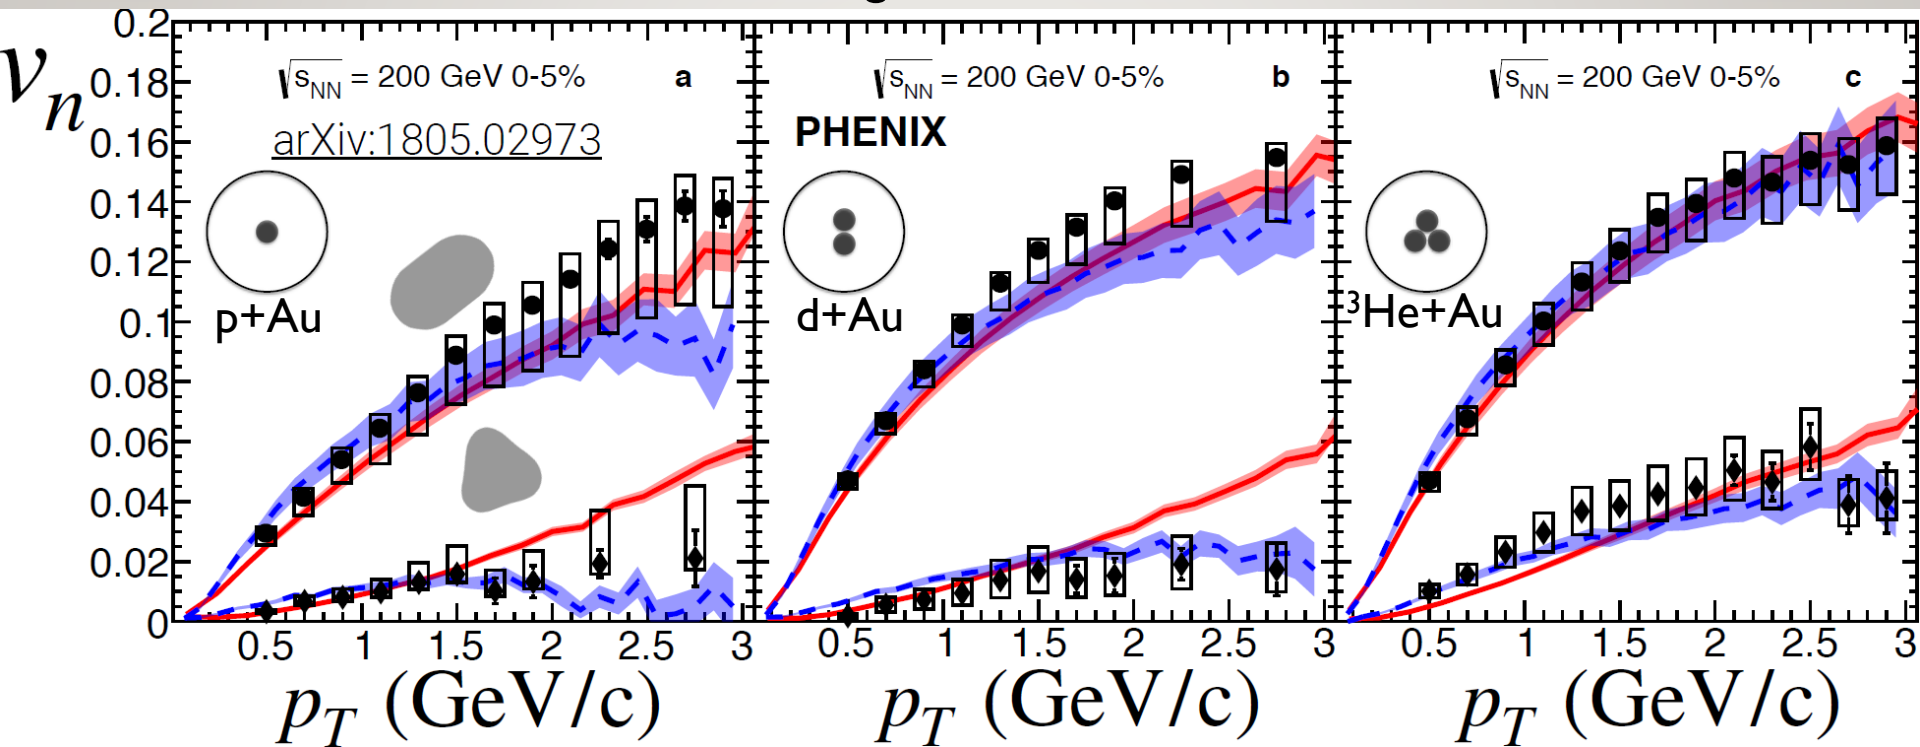 v_n
0.2
0.18
0.16
0.14
0.12
0.1
0.08
0.06
0.04
0.02
0
√s_NN = 200 GeV 0-5% a
arXiv:1805.02973
p+Au
0.5 1 1.5 2 2.5 3
p_T (GeV/c)
√s_NN = 200 GeV 0-5% b
PHENIX
d+Au
0.5 1 1.5 2 2.5 3
p_T (GeV/c)
√s_NN = 200 GeV 0-5% c
³He+Au
0.5 1 1.5 2 2.5 3
p_T (GeV/c)